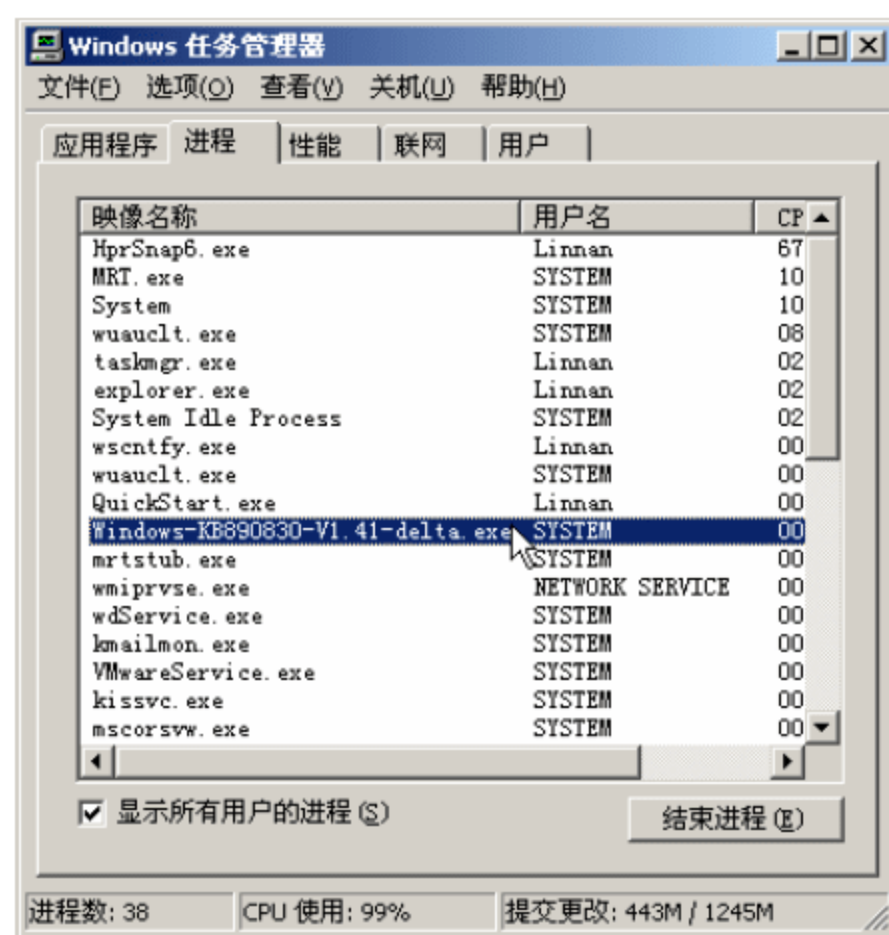 Windows 任务管理器
文件(F) 选项(O) 查看(V) 关机(U) 帮助(H)
应用程序 进程 性能 联网 用户
映像名称 用户名 CP
HprSnap6.exe Linnan 67
MRT.exe SYSTEM 10
System SYSTEM 10
wuauclt.exe SYSTEM 08
taskmgr.exe Linnan 02
explorer.exe Linnan 02
System Idle Process SYSTEM 02
wscntfy.exe Linnan 00
wuauclt.exe SYSTEM 00
QuickStart.exe Linnan 00
Windows-KB890830-V1.41-delta.exe SYSTEM 00
mrtstub.exe SYSTEM 00
wmiprvse.exe NETWORK SERVICE 00
wdService.exe SYSTEM 00
kmailmon.exe SYSTEM 00
VMwareService.exe SYSTEM 00
kissvc.exe SYSTEM 00
mscorsvw.exe SYSTEM 00
显示所有用户的进程(S) 结束进程(E)
进程数: 38 CPU 使用: 99% 提交更改: 443M / 1245M